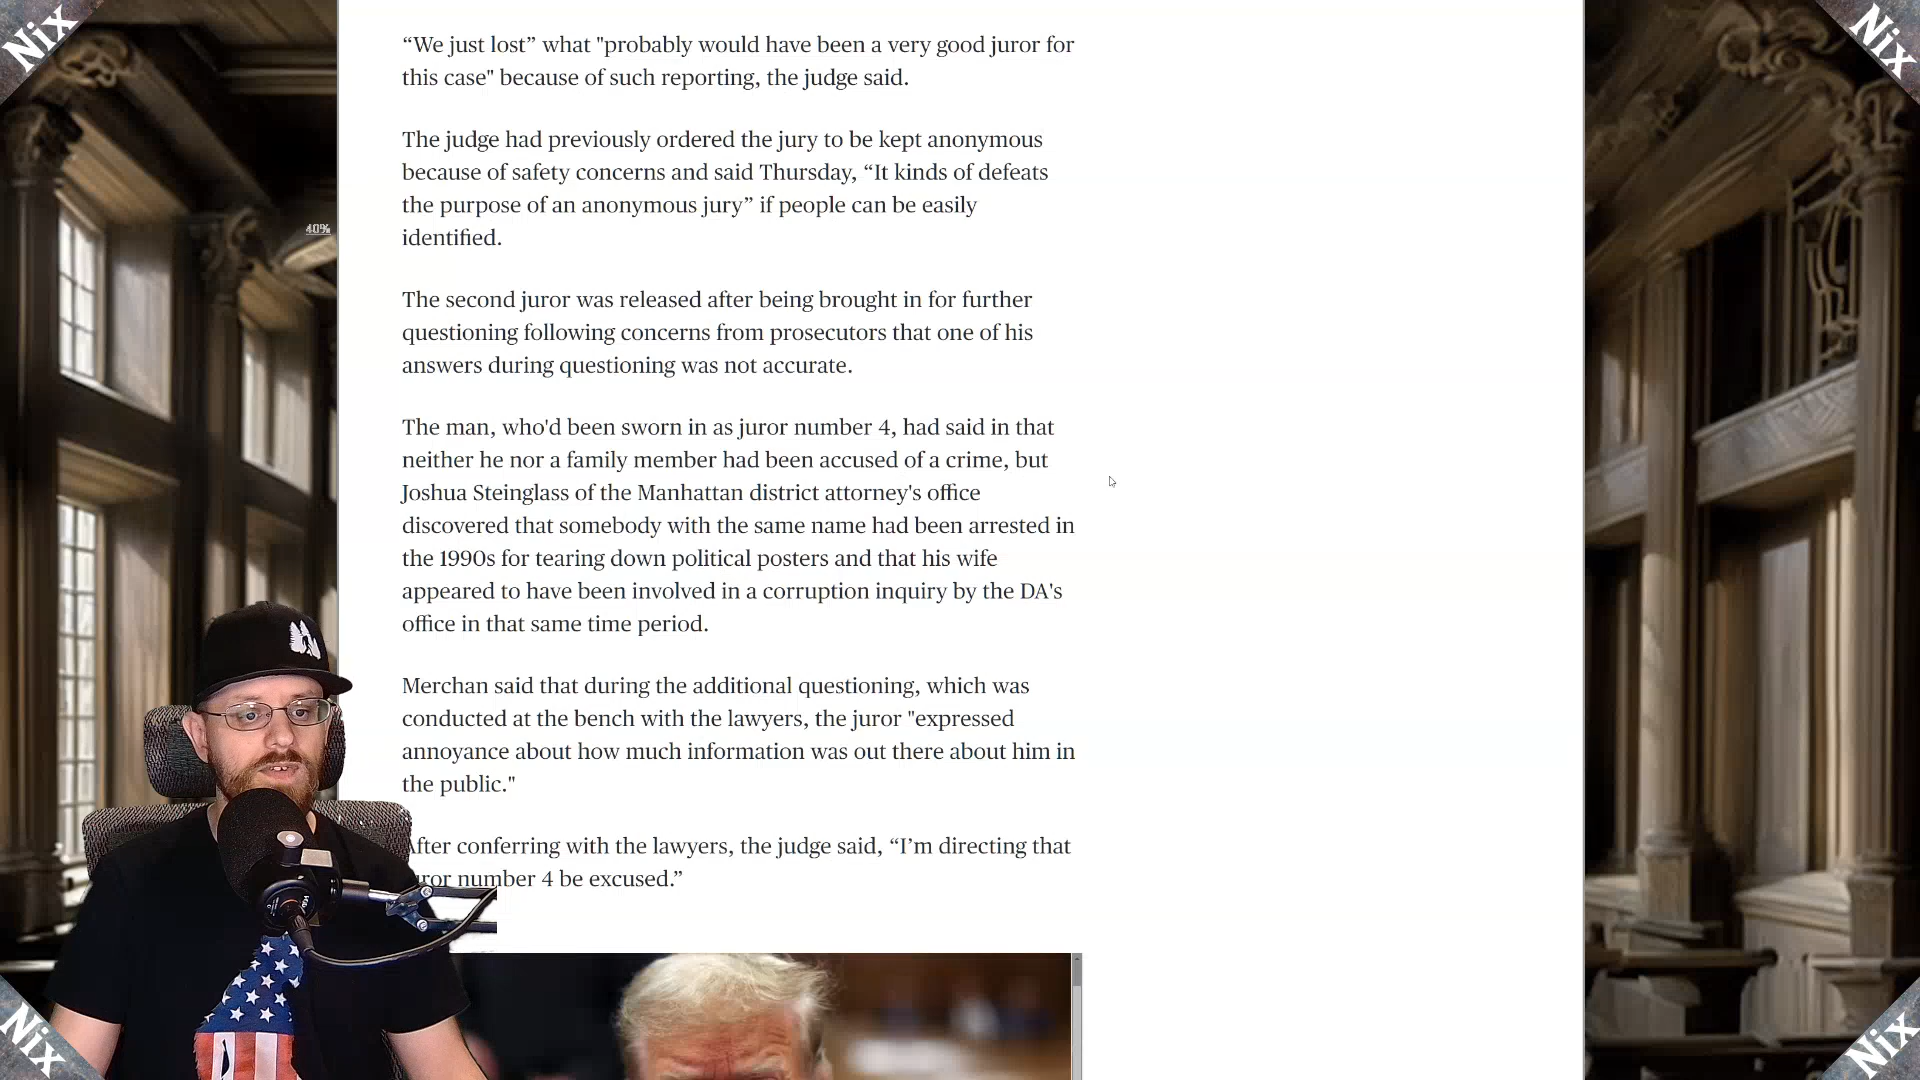 Nix
Nix
“We just lost” what "probably would have been a very good juror for
this case" because of such reporting, the judge said.
The judge had previously ordered the jury to be kept anonymous
because of safety concerns and said Thursday, “It kinds of defeats
the purpose of an anonymous jury” if people can be easily
identified.
40%
The second juror was released after being brought in for further
questioning following concerns from prosecutors that one of his
answers during questioning was not accurate.
The man, who'd been sworn in as juror number 4, had said in that
neither he nor a family member had been accused of a crime, but
Joshua Steinglass of the Manhattan district attorney's office
discovered that somebody with the same name had been arrested in
the 1990s for tearing down political posters and that his wife
appeared to have been involved in a corruption inquiry by the DA's
office in that same time period.
Merchan said that during the additional questioning, which was
conducted at the bench with the lawyers, the juror "expressed
annoyance about how much information was out there about him in
the public."
After conferring with the lawyers, the judge said, “I’m directing that
juror number 4 be excused.”
Nix
Nix